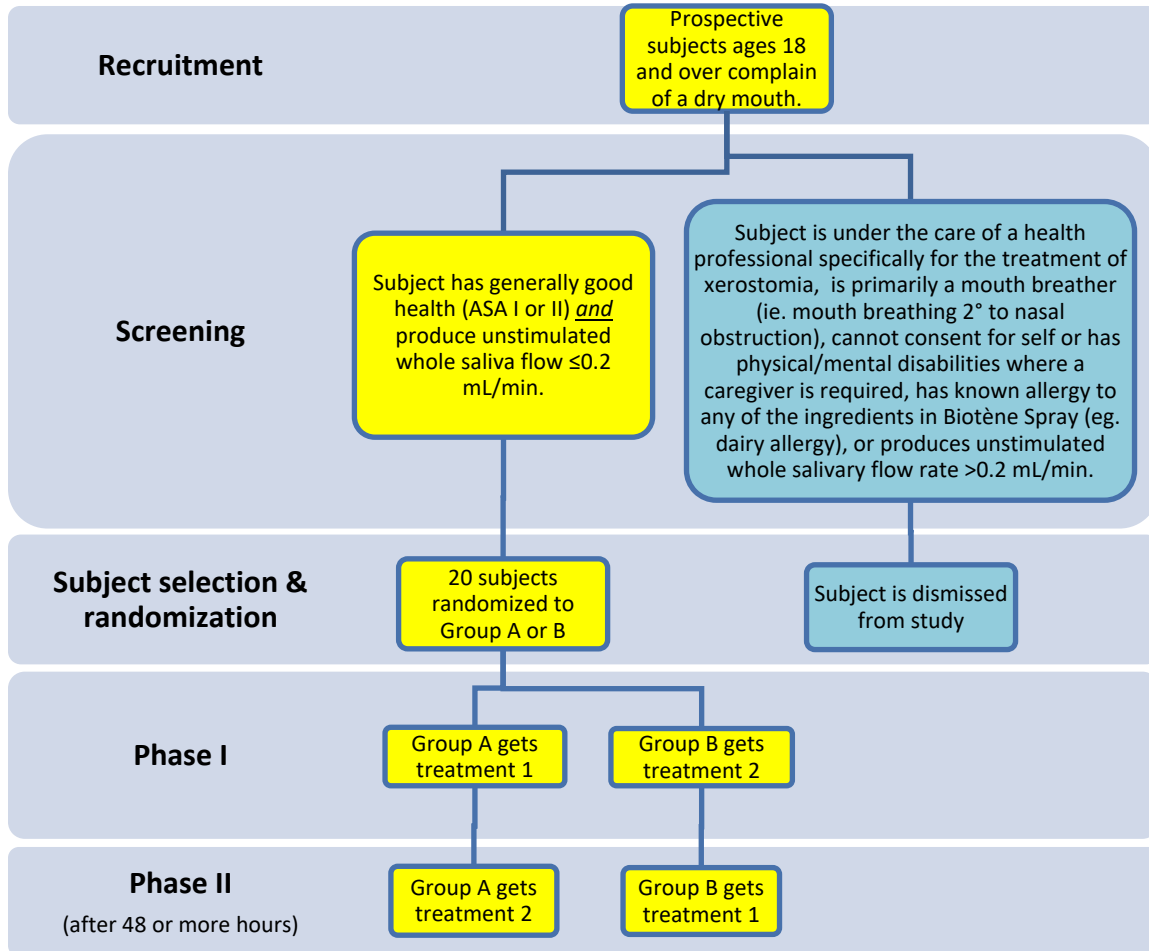 Recruitment
Prospective
subjects ages 18
and over complain
of a dry mouth.
Screening
Subject has generally good
health (ASA I or II) and
produce unstimulated
whole saliva flow ≤0.2
mL/min.
Subject is under the care of a health
professional specifically for the treatment of
xerostomia, is primarily a mouth breather
(ie. mouth breathing 2° to nasal
obstruction), cannot consent for self or has
physical/mental disabilities where a
caregiver is required, has known allergy to
any of the ingredients in Biotène Spray (eg.
dairy allergy), or produces unstimulated
whole salivary flow rate >0.2 mL/min.
Subject selection &
randomization
20 subjects
randomized to
Group A or B
Subject is dismissed
from study
Phase I
Group A gets
treatment 1
Group B gets
treatment 2
Phase II
(after 48 or more hours)
Group A gets
treatment 2
Group B gets
treatment 1